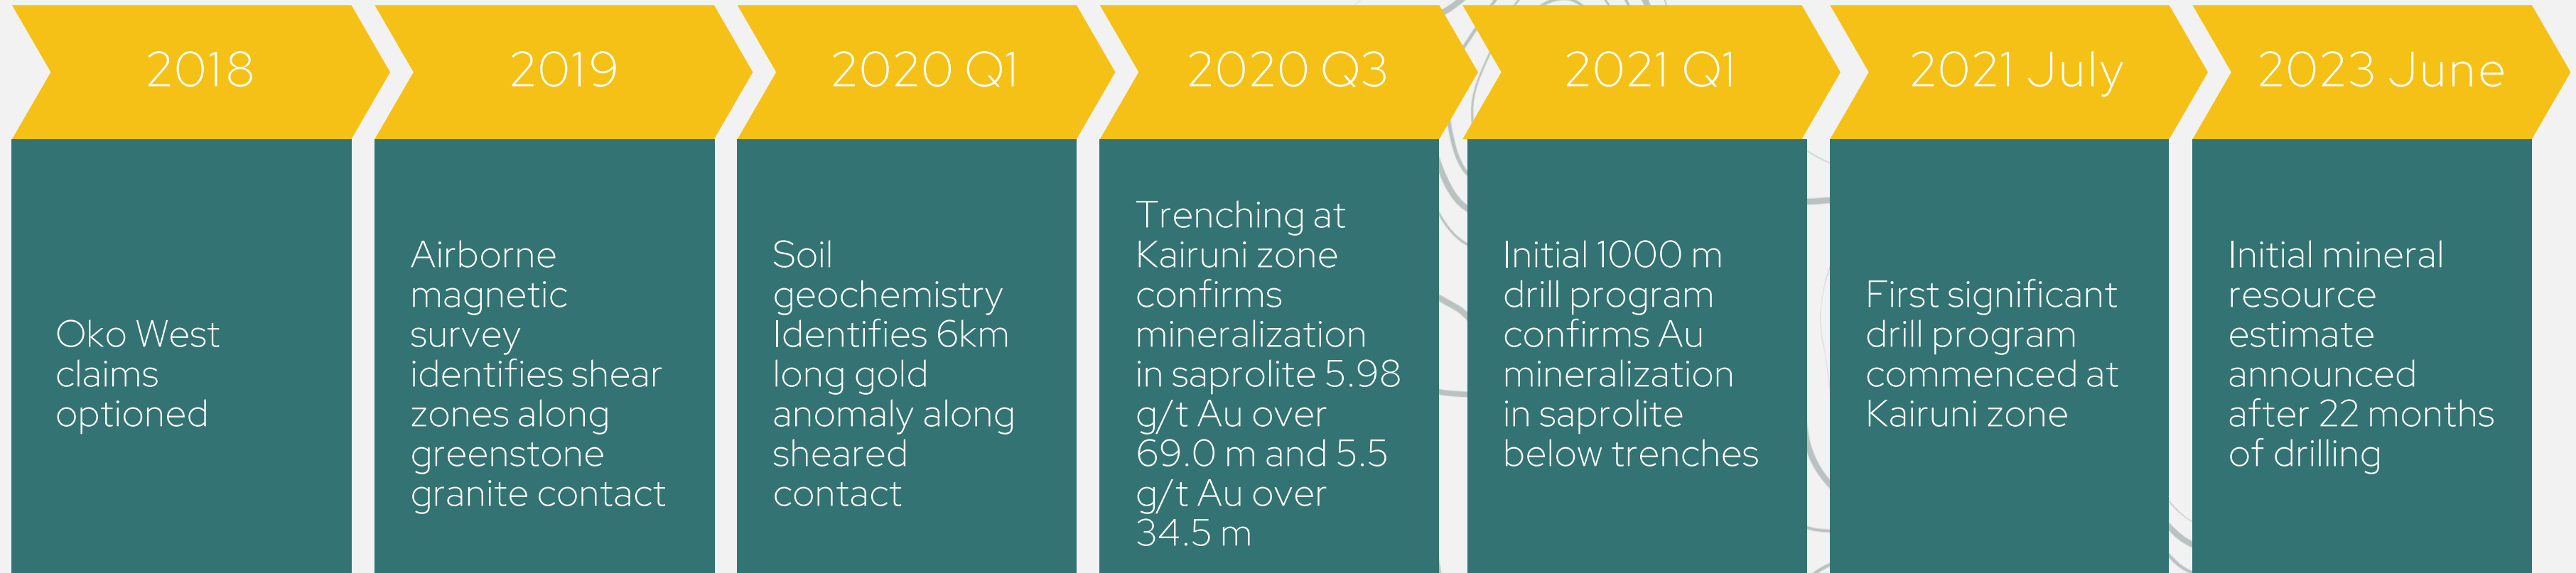 2018
Oko West
claims
optioned
2019
Airborne
magnetic
survey
identifies shear
zones along
greenstone
granite contact
2020 Q1
Soil
geochemistry
Identifies 6km
long gold
anomaly along
sheared
contact
2020 Q3
Trenching at
Kairuni zone
confirms
mineralization
in saprolite 5.98
g/t Au over
69.0 m and 5.5
g/t Au over
34.5 m
2021 Q1
Initial 1000 m
drill program
confirms Au
mineralization
in saprolite
below trenches
2021 July
First significant
drill program
commenced at
Kairuni zone
2023 June
Initial mineral
resource
estimate
announced
after 22 months
of drilling